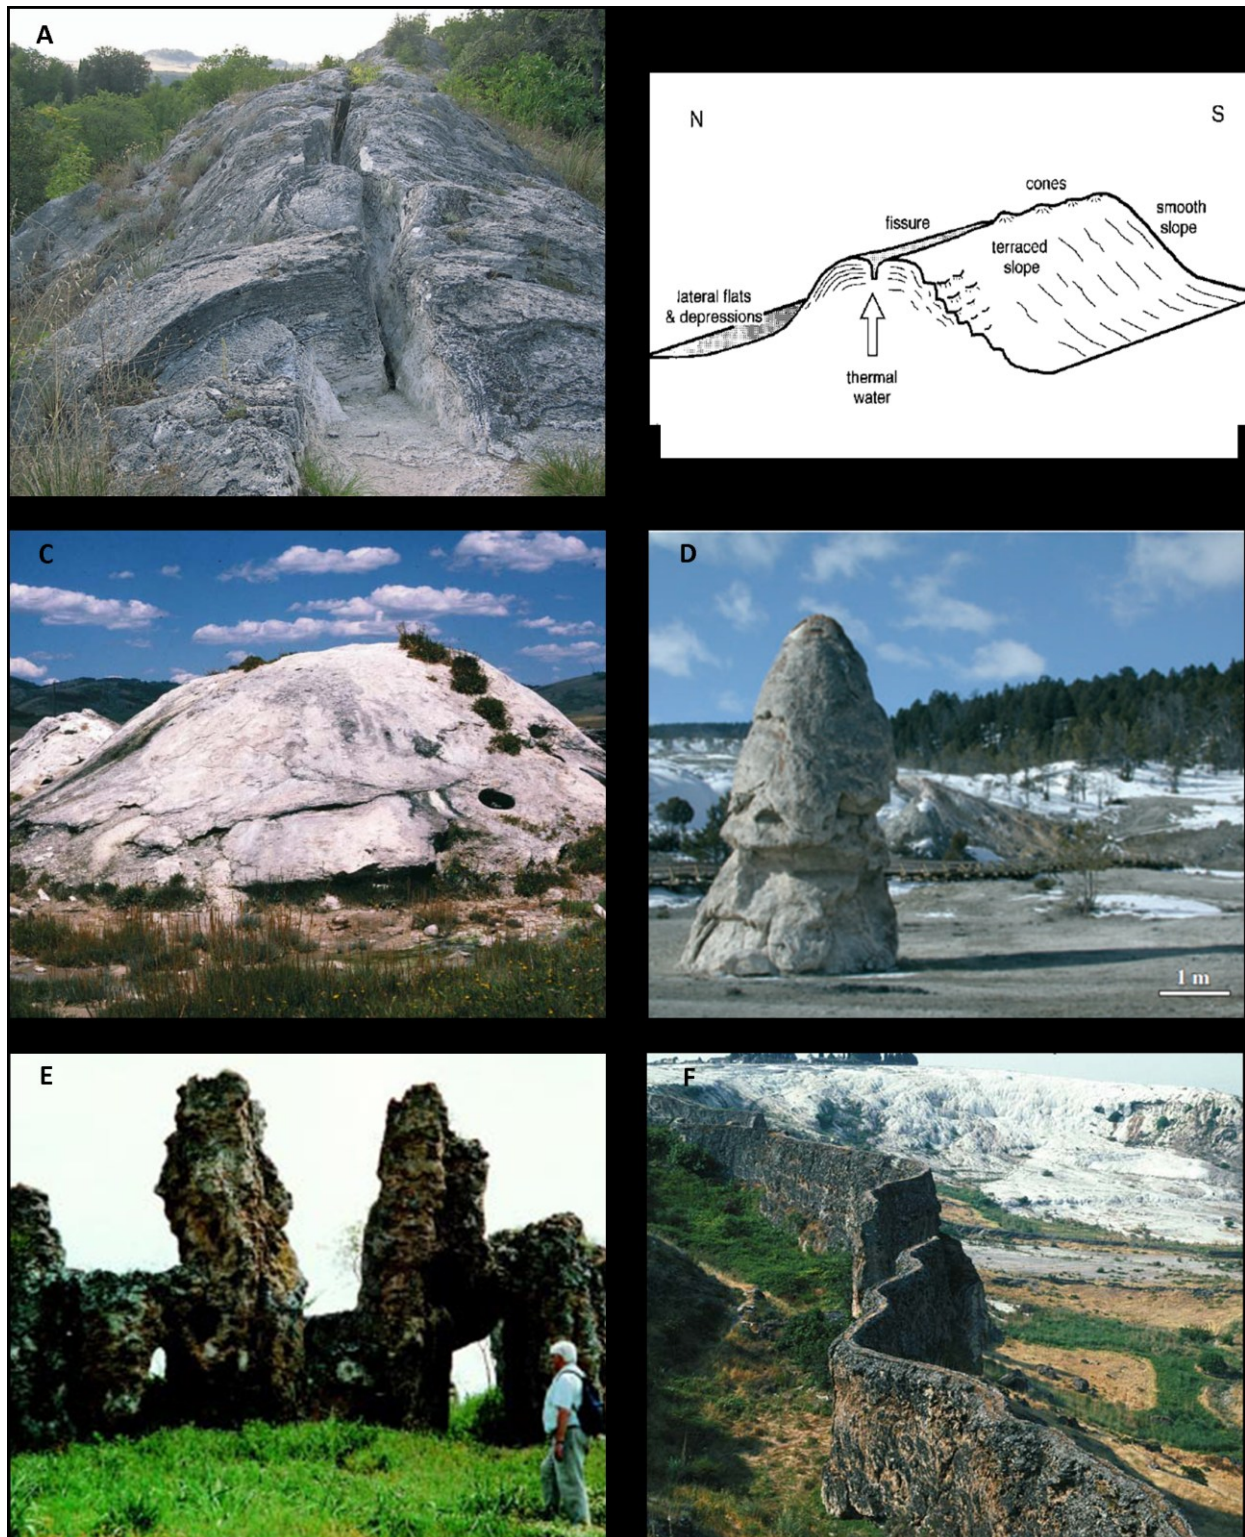 A
N
S
cones
fissure
smooth
slope
terraced
slope
lateral flats
& depressions
thermal
water
C
D
1 m
E
F